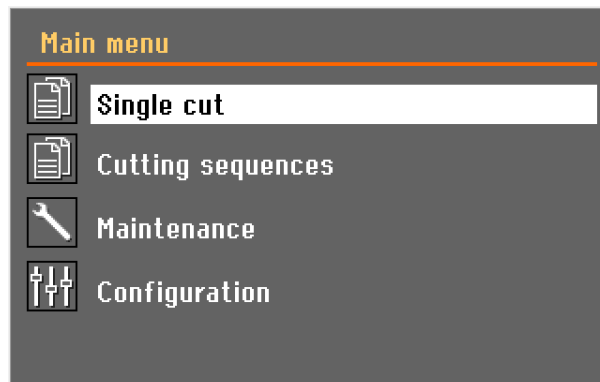 Main menu
Single cut
Cutting sequences
Maintenance
Configuration